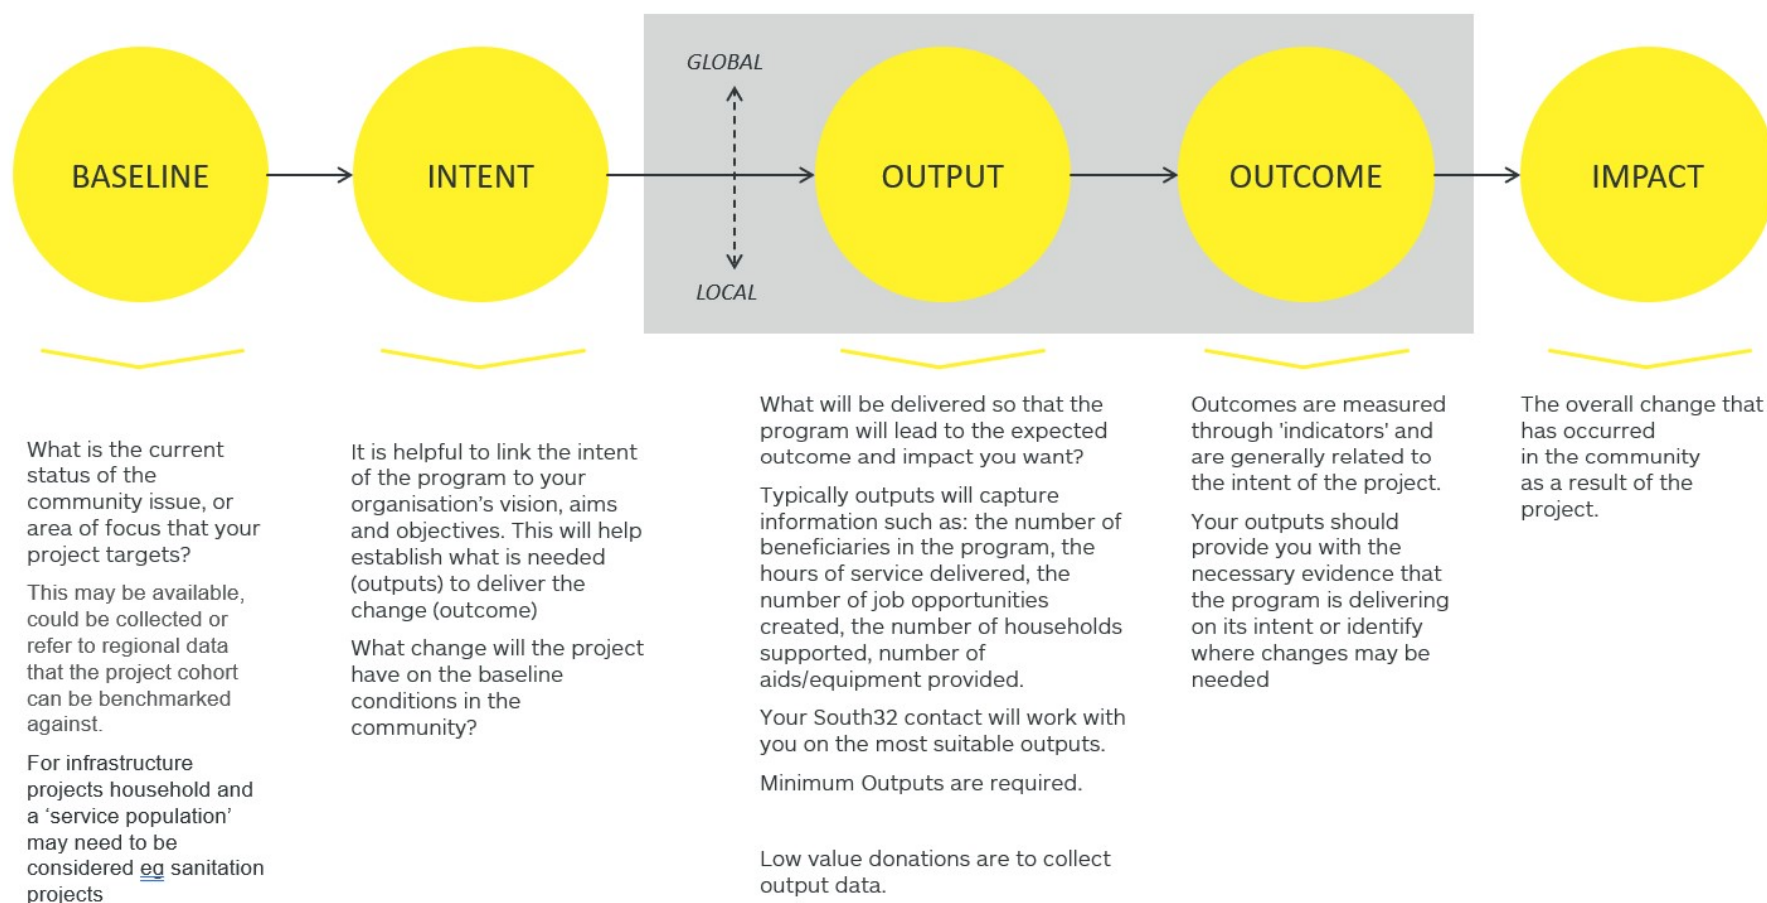 GLOBAL
BASELINE
INTENT
OUTPUT
OUTCOME
IMPACT
LOCAL
What is the current
status of the
community issue, or
area of focus that your
project targets?
This may be available,
could be collected or
refer to regional data
that the project cohort
can be benchmarked
against.
For infrastructure
projects household and
a ‘service population’
may need to be
considered eg sanitation
projects
It is helpful to link the intent
of the program to your
organisation’s vision, aims
and objectives. This will help
establish what is needed
(outputs) to deliver the
change (outcome)
What change will the project
have on the baseline
conditions in the
community?
What will be delivered so that the
program will lead to the expected
outcome and impact you want?
Typically outputs will capture
information such as: the number of
beneficiaries in the program, the
hours of service delivered, the
number of job opportunities
created, the number of households
supported, number of
aids/equipment provided.
Your South32 contact will work with
you on the most suitable outputs.
Minimum Outputs are required.
Low value donations are to collect
output data.
Outcomes are measured
through 'indicators' and
are generally related to
the intent of the project.
Your outputs should
provide you with the
necessary evidence that
the program is delivering
on its intent or identify
where changes may be
needed
The overall change that
has occurred
in the community
as a result of the
project.